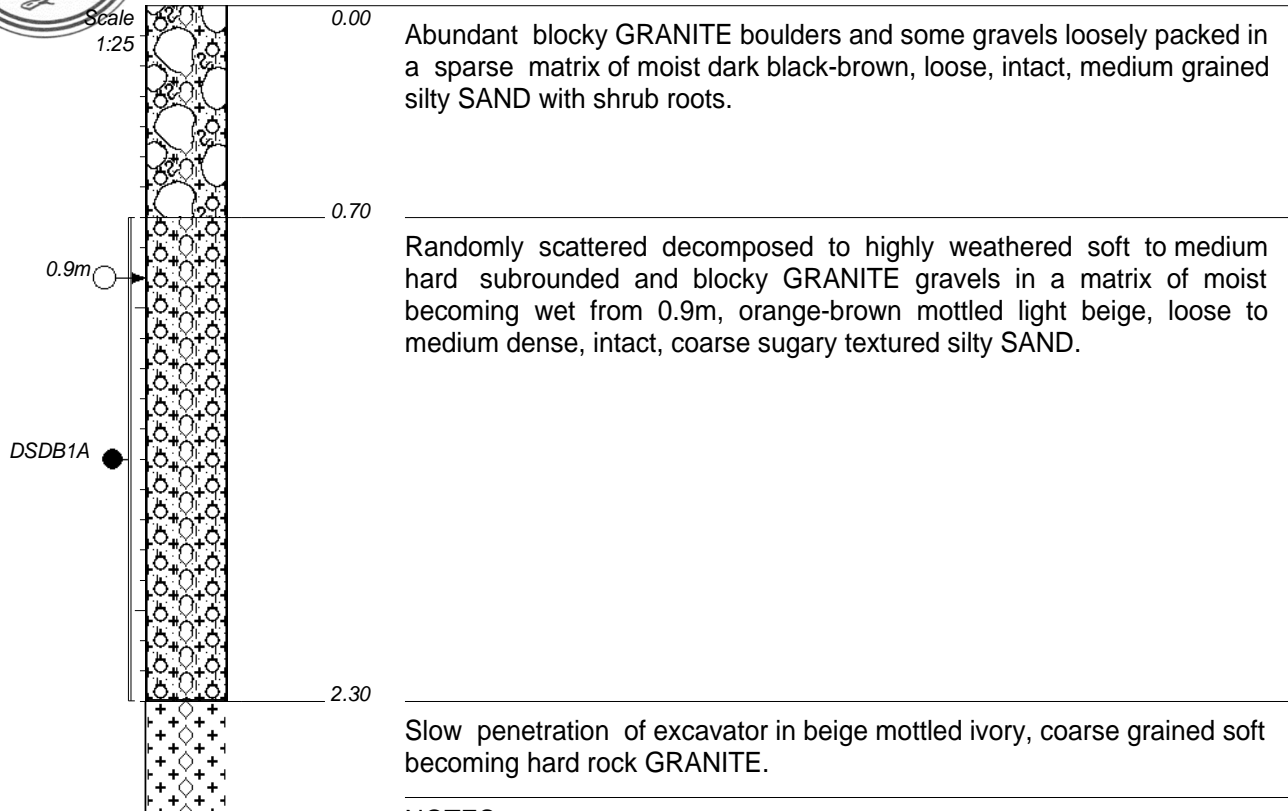 Scale
1:25
0.00
Abundant blocky GRANITE boulders and some gravels loosely packed in
a sparse matrix of moist dark black-brown, loose, intact, medium grained
silty SAND with shrub roots.
0.70
0.9m
Randomly scattered decomposed to highly weathered soft to medium
hard subrounded and blocky GRANITE gravels in a matrix of moist
becoming wet from 0.9m, orange-brown mottled light beige, loose to
medium dense, intact, coarse sugary textured silty SAND.
DSDB1A
2.30
Slow penetration of excavator in beige mottled ivory, coarse grained soft
becoming hard rock GRANITE.
NOTES